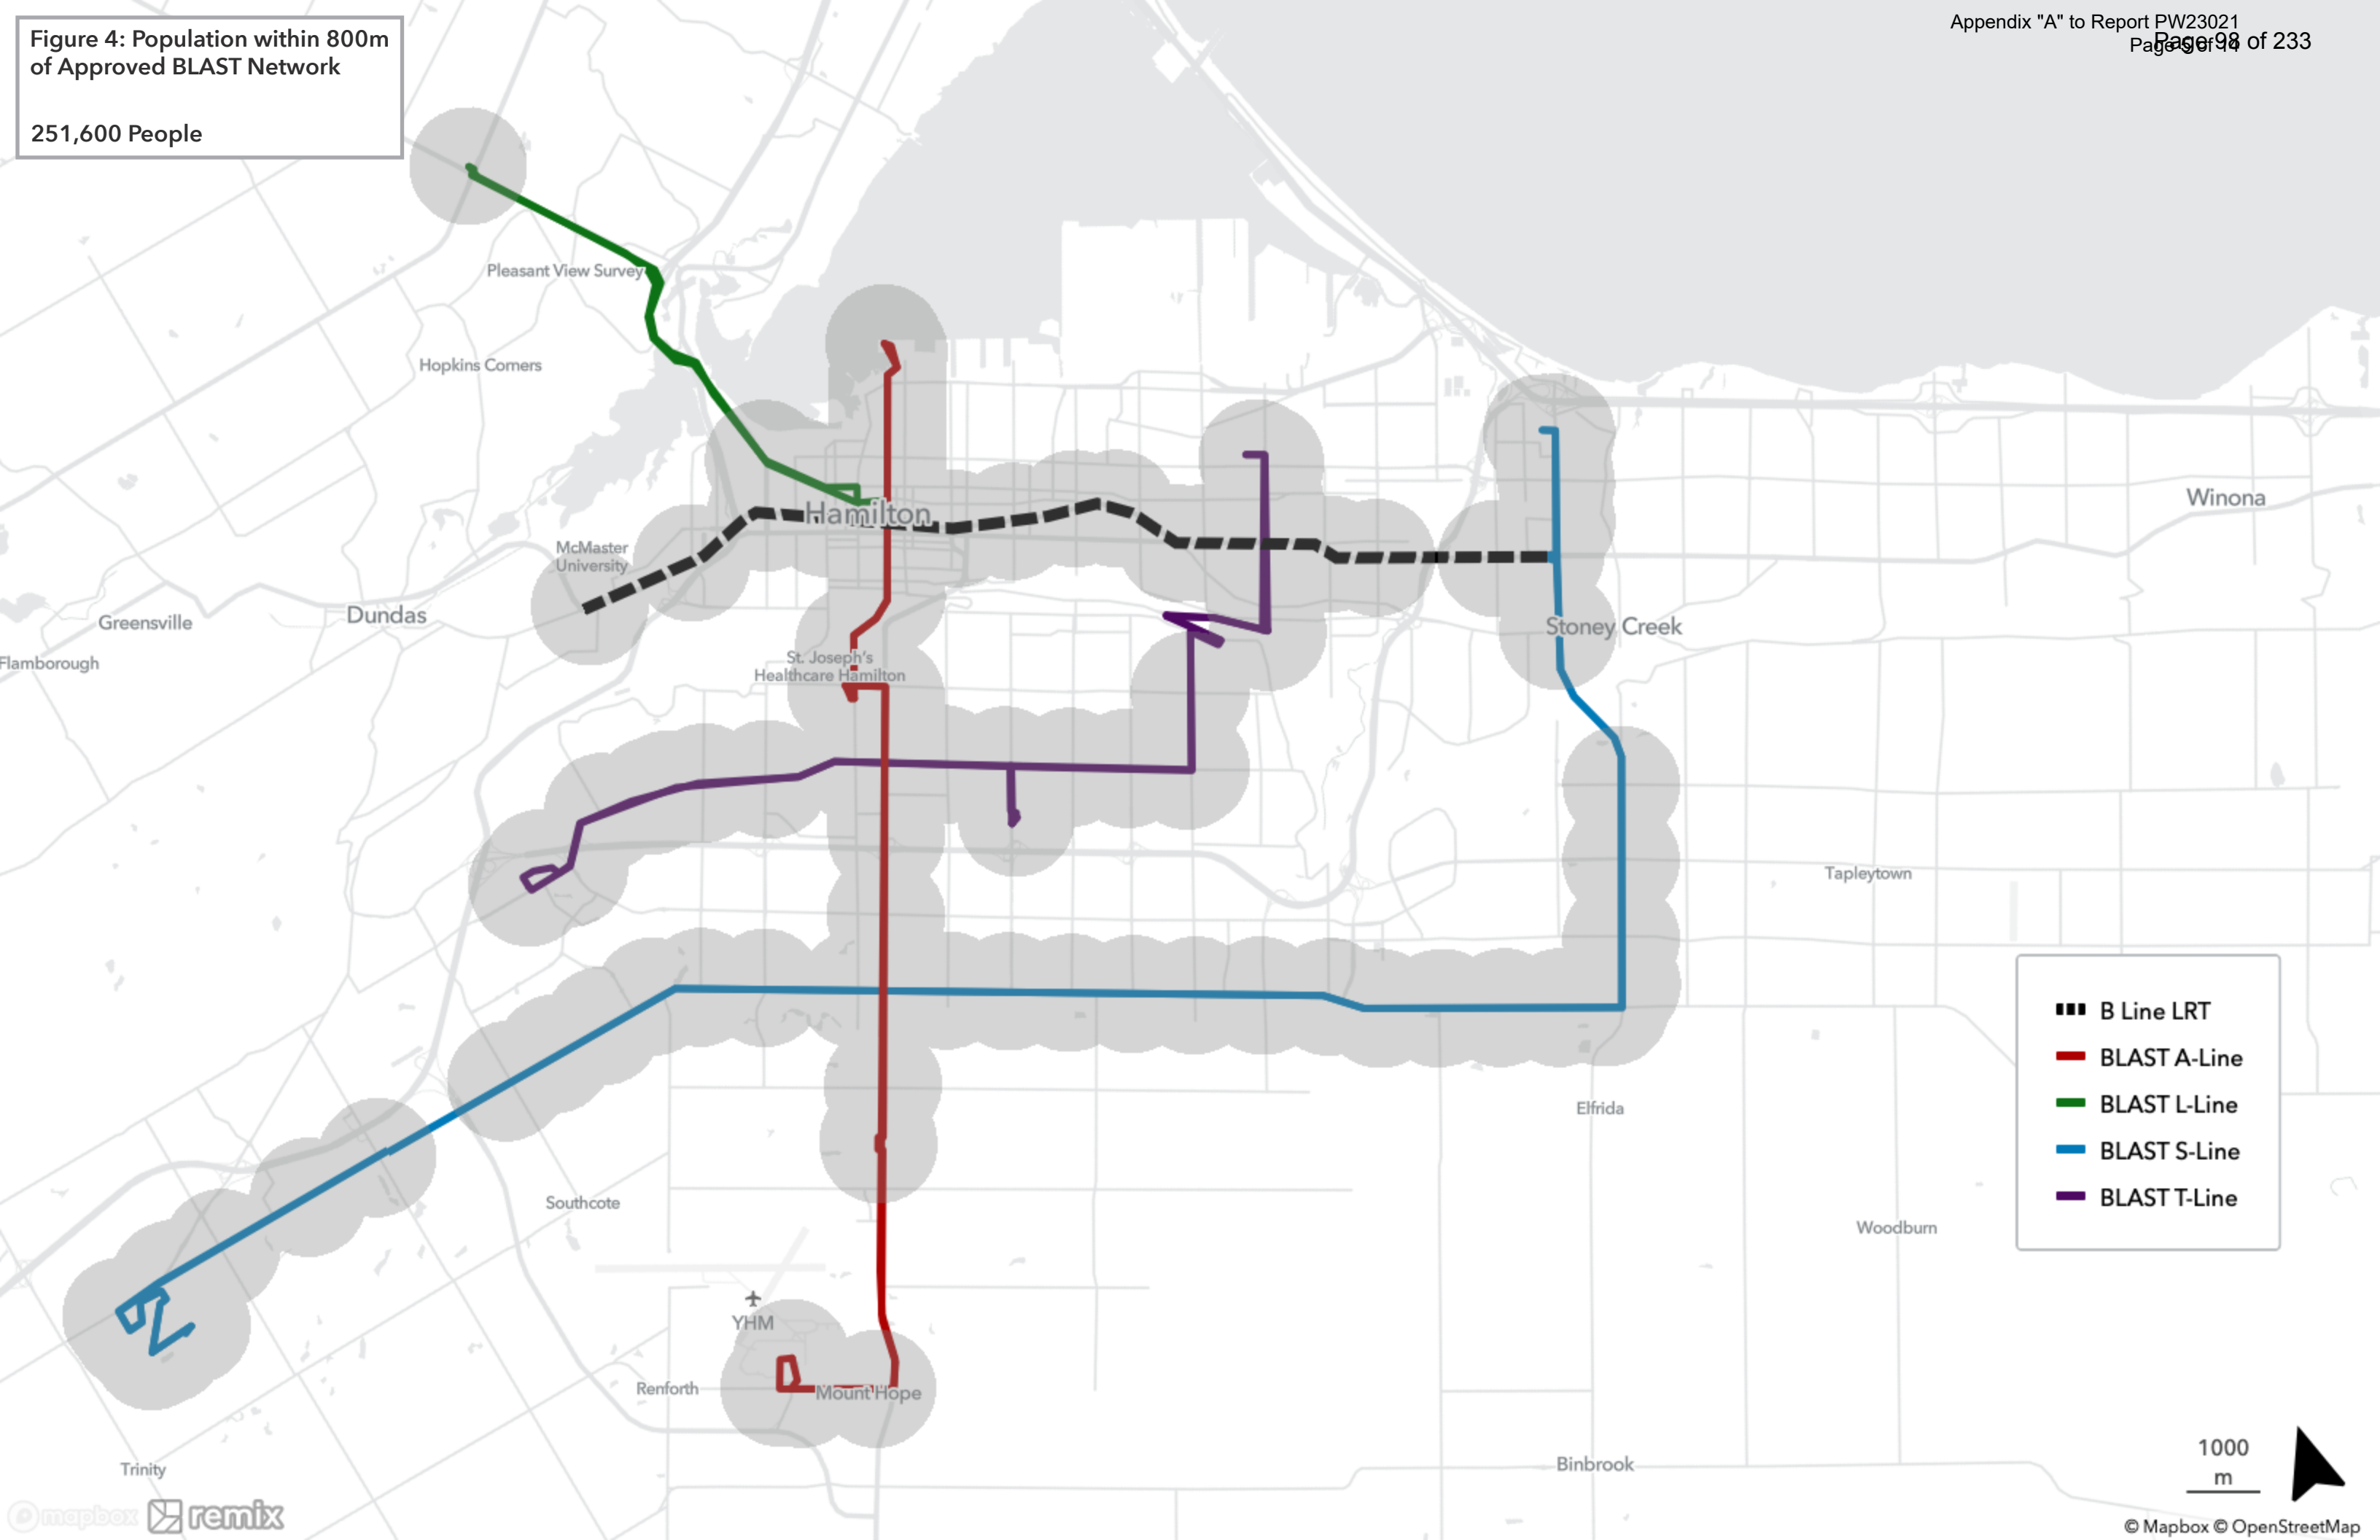 Figure 4: Population within 800m
of Approved BLAST Network
251,600 People
Appendix "A" to Report PW23021
Page 98 of 233
Pleasant View Survey
Hopkins Corners
Hamilton
McMaster
University
Dundas
Greensville
Flamborough
St. Joseph's
Healthcare Hamilton
Stoney Creek
Winona
Tapleytown
Elfrida
Woodburn
Southcote
YHM
Renforth
Mount Hope
Trinity
Binbrook
B Line LRT
BLAST A-Line
BLAST L-Line
BLAST S-Line
BLAST T-Line
1000
m
mapbox
remix
© Mapbox © OpenStreetMap